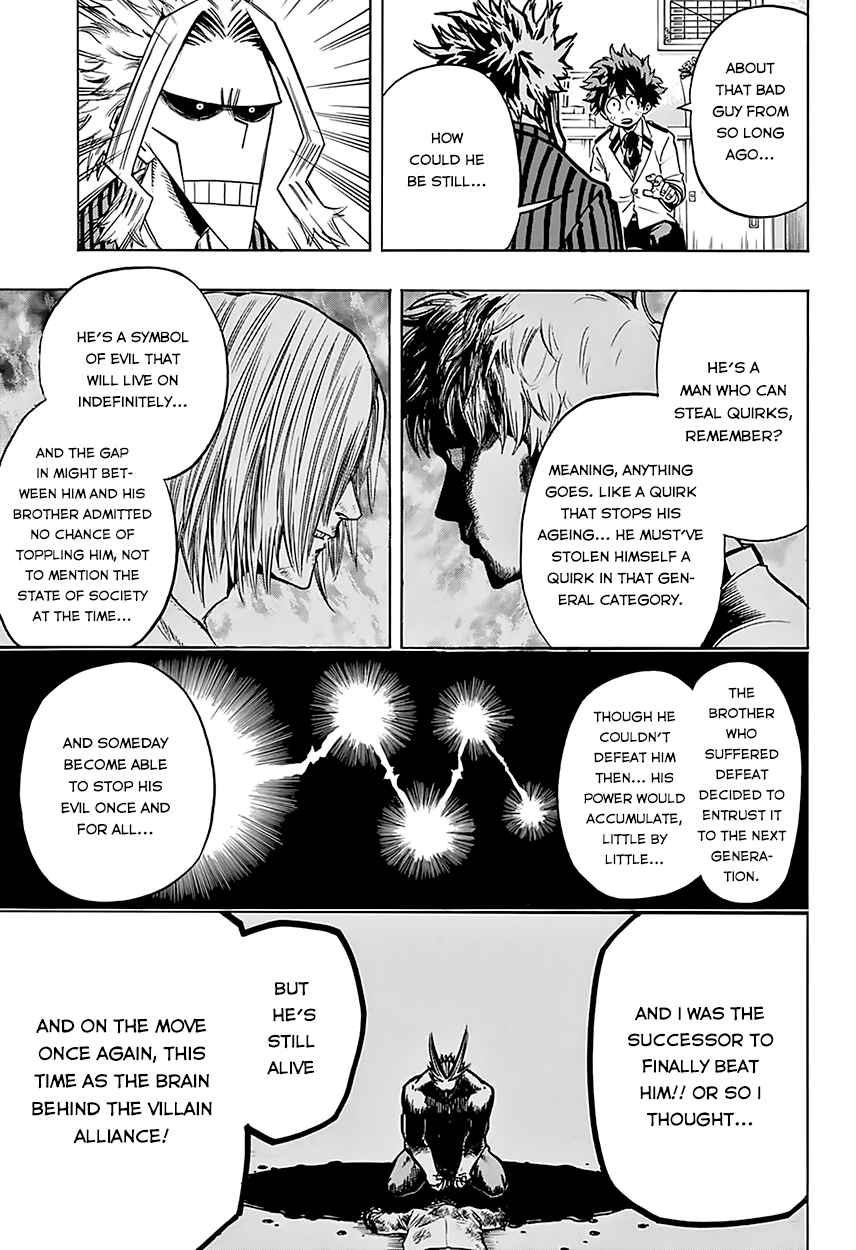 ABOUT
THAT BAD
GUY FROM
SO LONG
AGO...
HOW
COULD HE
BE STILL...
HE'S A
MAN WHO CAN
STEAL QUIRKS,
REMEMBER?
MEANING, ANYTHING
GOES. LIKE A QUIRK
THAT STOPS HIS
AGEING... HE MUST'VE
STOLEN HIMSELF A
QUIRK IN THAT GEN-
ERAL CATEGORY.
HE'S A SYMBOL
OF EVIL THAT
WILL LIVE ON
INDEFINITELY...
AND THE GAP
IN MIGHT BET-
WEEN HIM AND HIS
BROTHER ADMITTED
NO CHANCE OF
TOPPLING HIM, NOT
TO MENTION THE
STATE OF SOCIETY
AT THE TIME...
THE
BROTHER
WHO
SUFFERED
DEFEAT
DECIDED TO
ENTRUST IT
TO THE NEXT
GENERA-
TION.
THOUGH HE
COULDN'T
DEFEAT HIM
THEN... HIS
POWER WOULD
ACCUMULATE,
LITTLE BY
LITTLE...
AND SOMEDAY
BECOME ABLE
TO STOP HIS
EVIL ONCE AND
FOR ALL...
AND I WAS THE
SUCCESSOR TO
FINALLY BEAT
HIM!! OR SO I
THOUGHT...
BUT
HE'S
STILL
ALIVE
AND ON THE MOVE
ONCE AGAIN, THIS
TIME AS THE BRAIN
BEHIND THE VILLAIN
ALLIANCE!